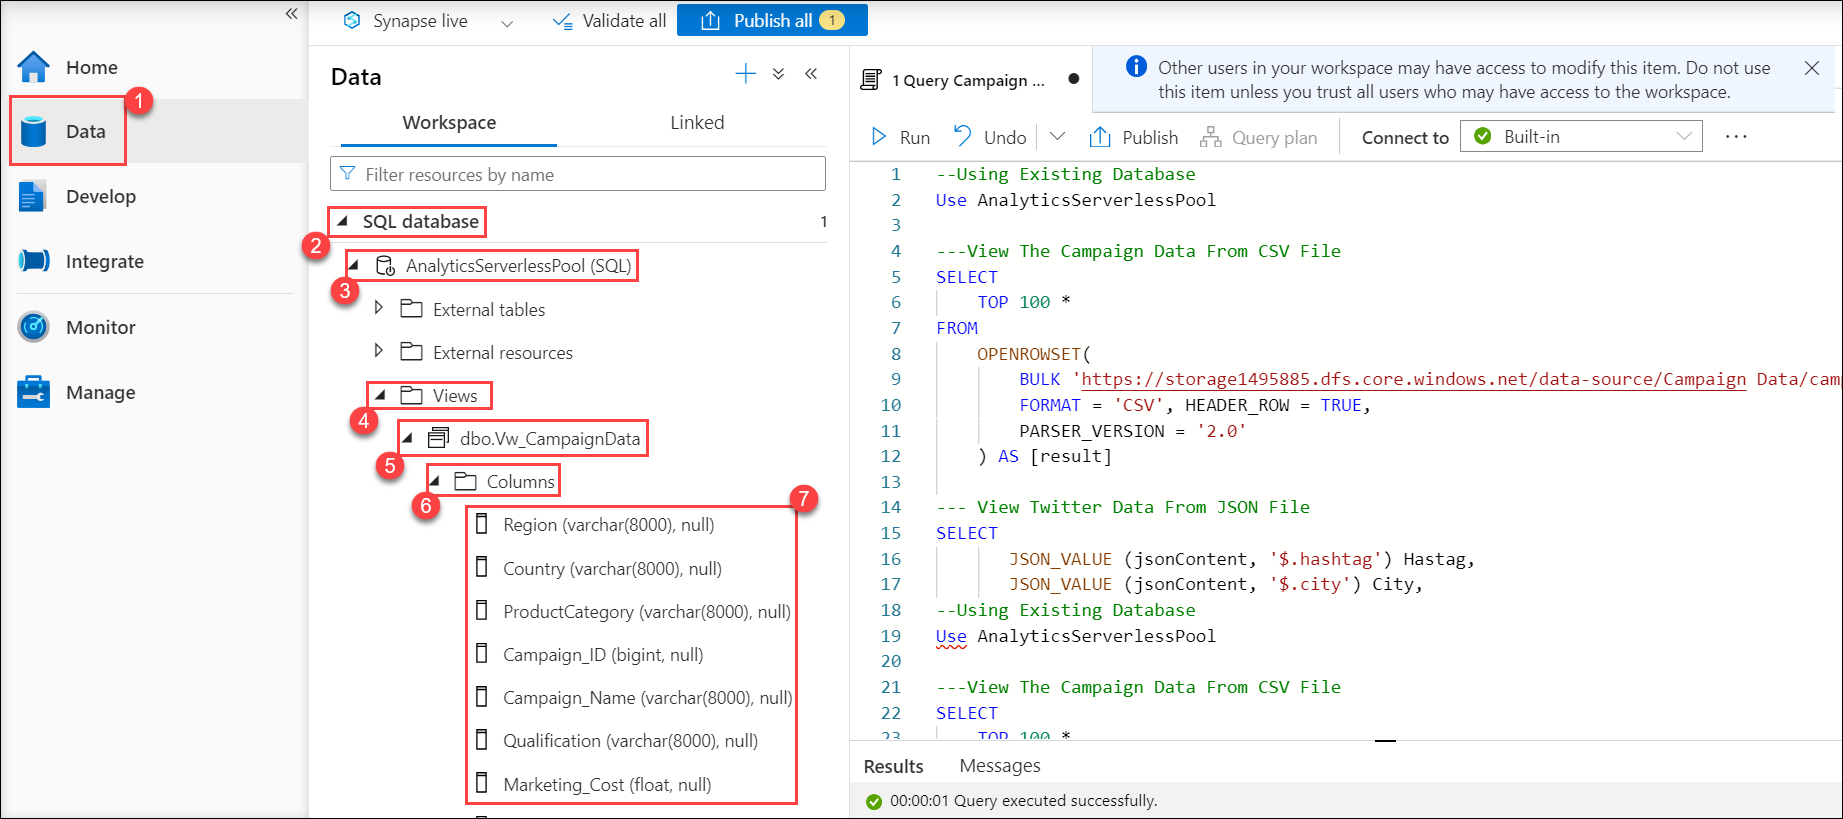 «
Home
1
Data
Develop
Integrate
Monitor
Manage
Synapse live
Validate all
Publish all 1
Data
«
Workspace
Linked
Filter resources by name
SQL database
1
2
AnalyticsServerlessPool (SQL)
3
External tables
External resources
Views
4
dbo.Vw_CampaignData
5
Columns
6
7
Region (varchar(8000), null)
Country (varchar(8000), null)
ProductCategory (varchar(8000), null)
Campaign_ID (bigint, null)
Campaign_Name (varchar(8000), null)
Qualification (varchar(8000), null)
Marketing_Cost (float, null)
1 Query Campaign ...
Other users in your workspace may have access to modify this item. Do not use
this item unless you trust all users who may have access to the workspace.
Run
Undo
Publish
Query plan
Connect to
Built-in
...
1 --Using Existing Database
2 Use AnalyticsServerlessPool
3
4 ---View The Campaign Data From CSV File
5 SELECT
6 TOP 100 *
7 FROM
8 OPENROWSET(
9 BULK 'https://storage1495885.dfs.core.windows.net/data-source/Campaign Data/cam
10 FORMAT = 'CSV', HEADER_ROW = TRUE,
11 PARSER_VERSION = '2.0'
12 ) AS [result]
13
14 --- View Twitter Data From JSON File
15 SELECT
16 JSON_VALUE (jsonContent, '$.hashtag') Hastag,
17 JSON_VALUE (jsonContent, '$.city') City,
18 --Using Existing Database
19 Use AnalyticsServerlessPool
20
21 ---View The Campaign Data From CSV File
22 SELECT
23 TOP 100 *
Results
Messages
00:00:01 Query executed successfully.